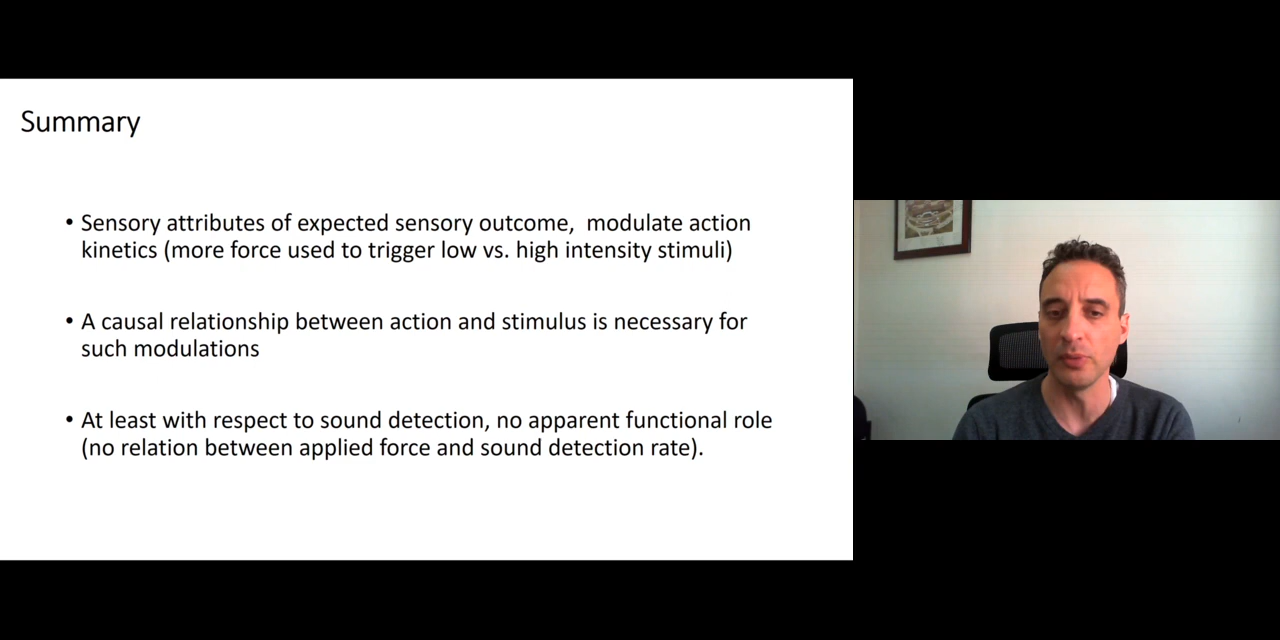 Summary
• Sensory attributes of expected sensory outcome,  modulate action
kinetics (more force used to trigger low vs. high intensity stimuli)
• A causal relationship between action and stimulus is necessary for
such modulations
• At least with respect to sound detection, no apparent functional role
(no relation between applied force and sound detection rate).